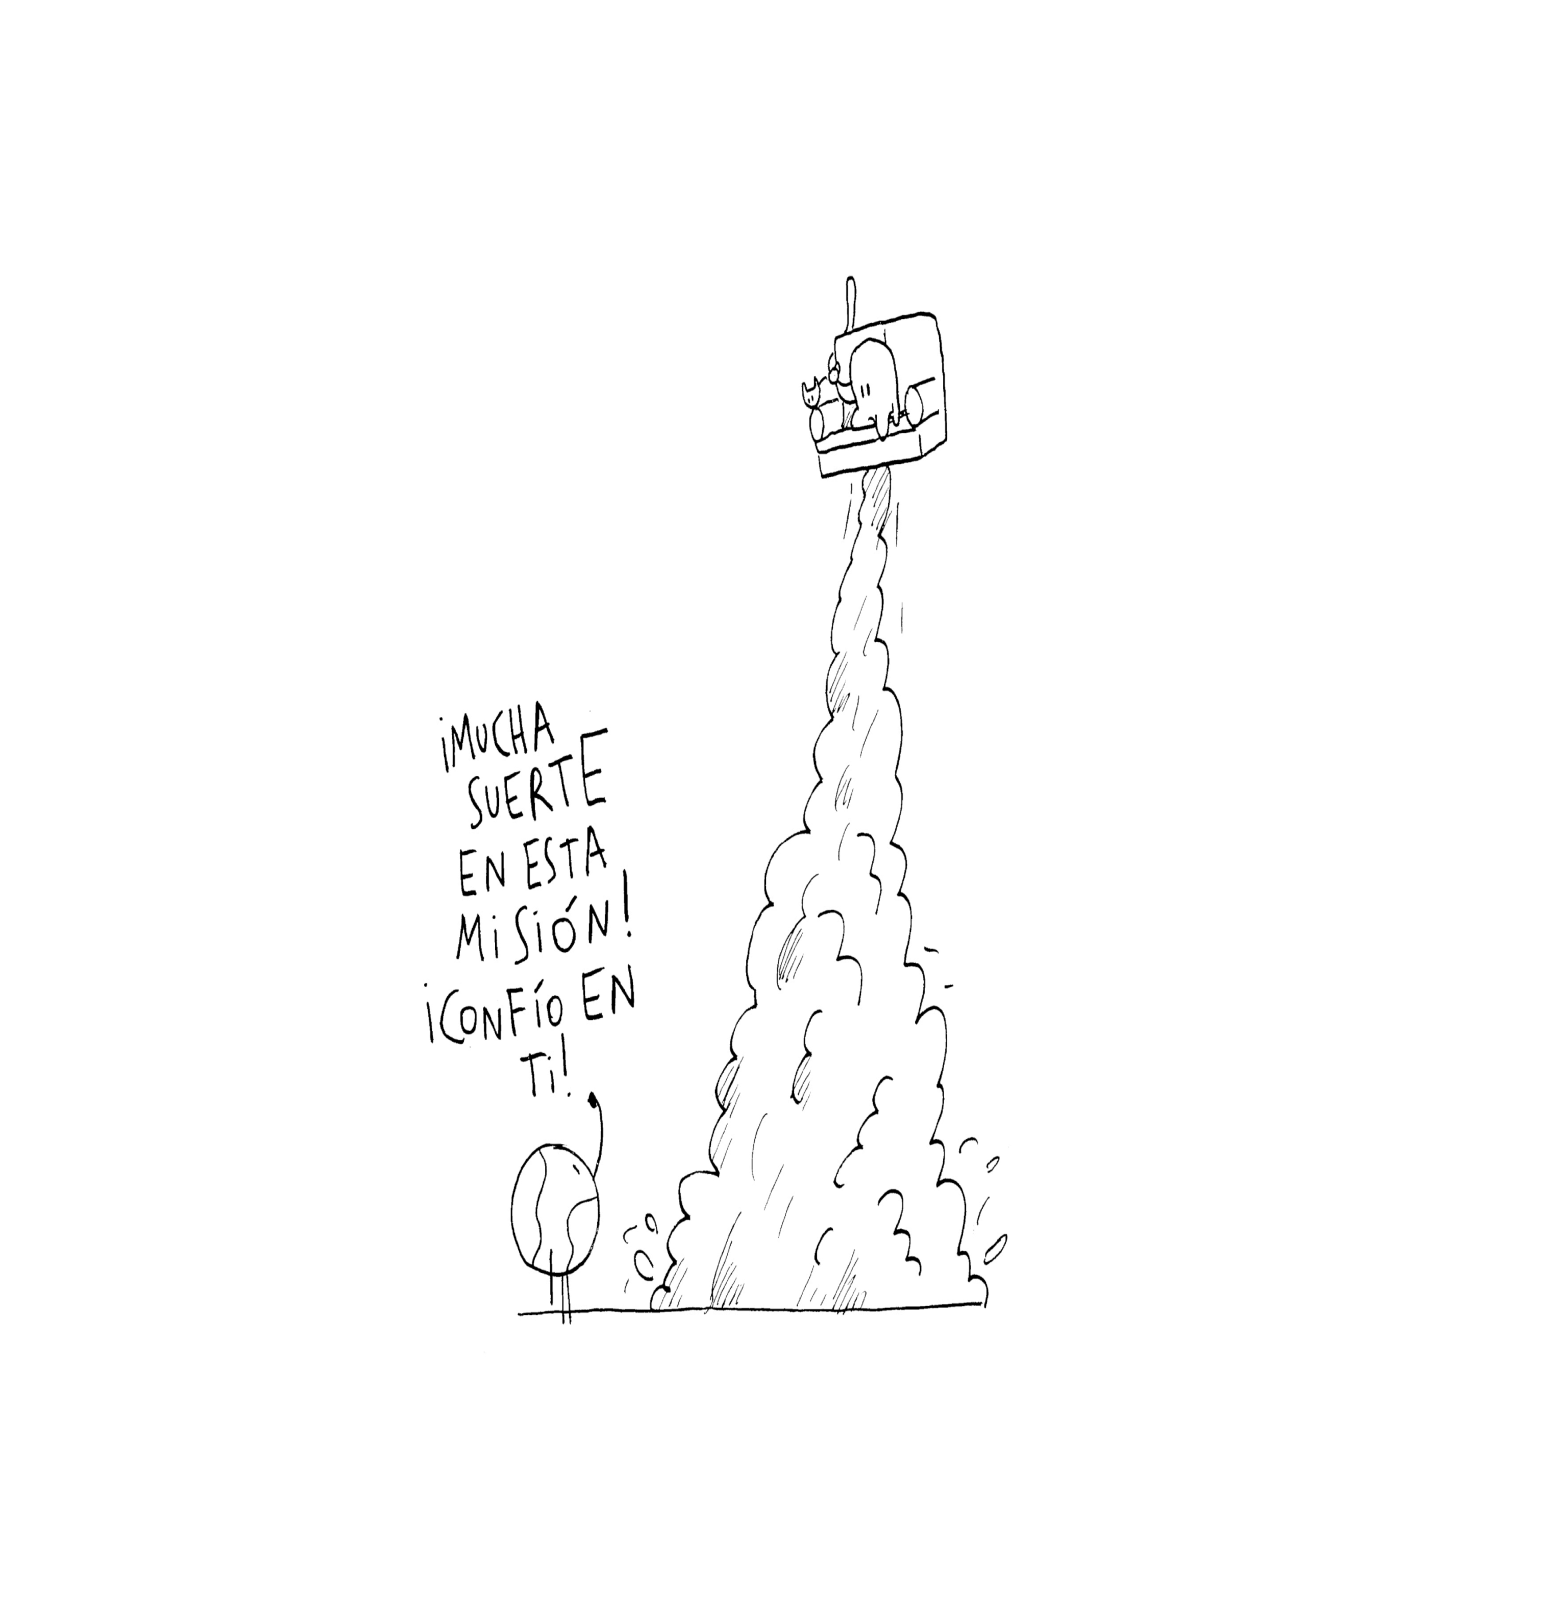 ¡MUCHA
SUERTE
EN ESTA
MISIÓN!
¡CONFÍO EN
TI!